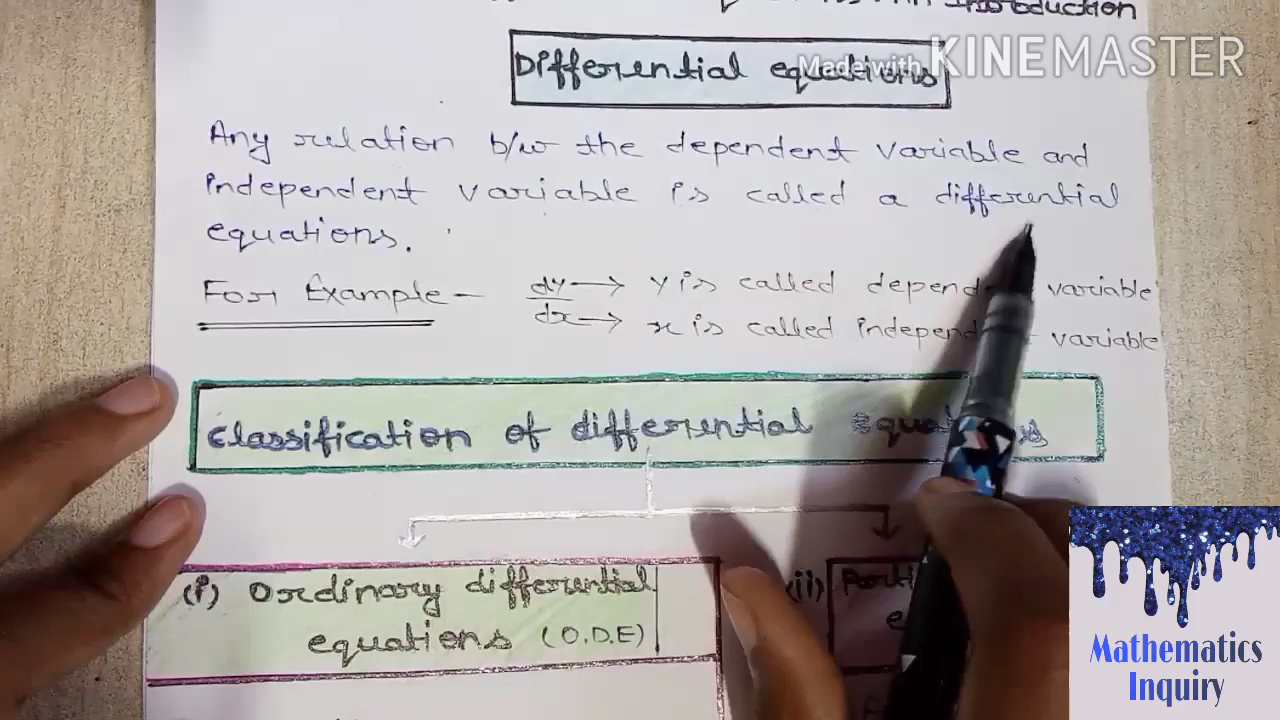 Introduction
Differential equations
Made with KINEMASTER
Any relation b/w the dependent variable and
independent variable is called a differential
equations.
For Example - dy → y is called dependent variable
dx → x is called independent variable
Classification of differential Equations
(i) Ordinary differential
equations (O.D.E)
(ii)
Mathematics
Inquiry